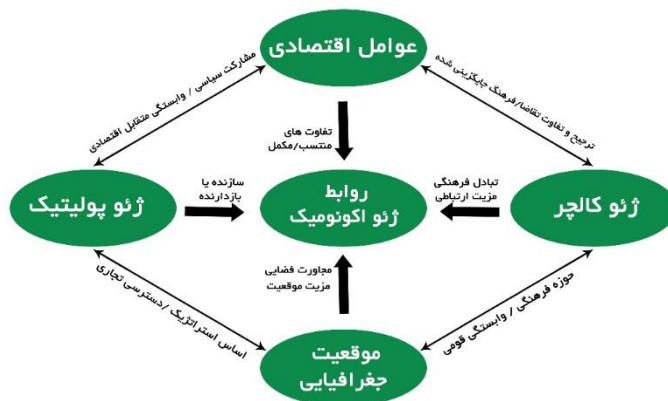 عوامل اقتصادی
مشارکت سیاسی / وابستگی متقابل اقتصادی
ترجیح و تفاوت تقاضا/فرهنگ جایگزینی شده
تفاوت های
منتسب/مکمل
ژئو پولیتیک
سازنده یا
بازدارنده
روابط
ژئو اکونومیک
تبادل فرهنگی
مزیت ارتباطی
ژئو کالچر
مجاورت فضایی
مزیت موقعیت
اساس استراتژیک /دسترسی تجاری
حوزه فرهنگی / وابستگی قومی
موقعیت
جغرافیایی